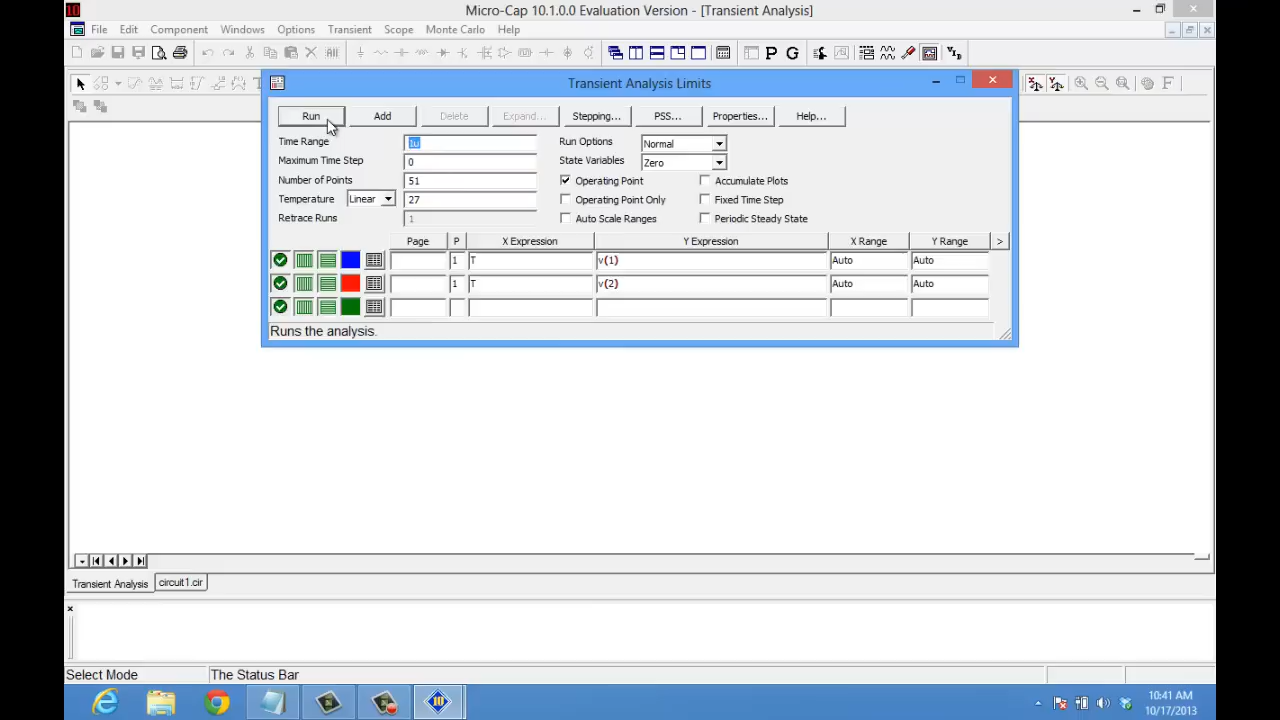 10
Micro-Cap 10.1.0.0 Evaluation Version - [Transient Analysis]
File Edit Component Windows Options Transient Scope Monte Carlo Help
Transient Analysis Limits
Run Add Delete Expand... Stepping... PSS... Properties... Help...
Time Range 1u Run Options Normal
Maximum Time Step 0 State Variables Zero
Number of Points 51 Operating Point Accumulate Plots
Temperature Linear 27 Operating Point Only Fixed Time Step
Retrace Runs 1 Auto Scale Ranges Periodic Steady State
Page P X Expression Y Expression X Range Y Range >
1 T v(1) Auto Auto
1 T v(2) Auto Auto
Runs the analysis.
Transient Analysis circuit1.cir
Select Mode The Status Bar
10
10:41 AM
10/17/2013